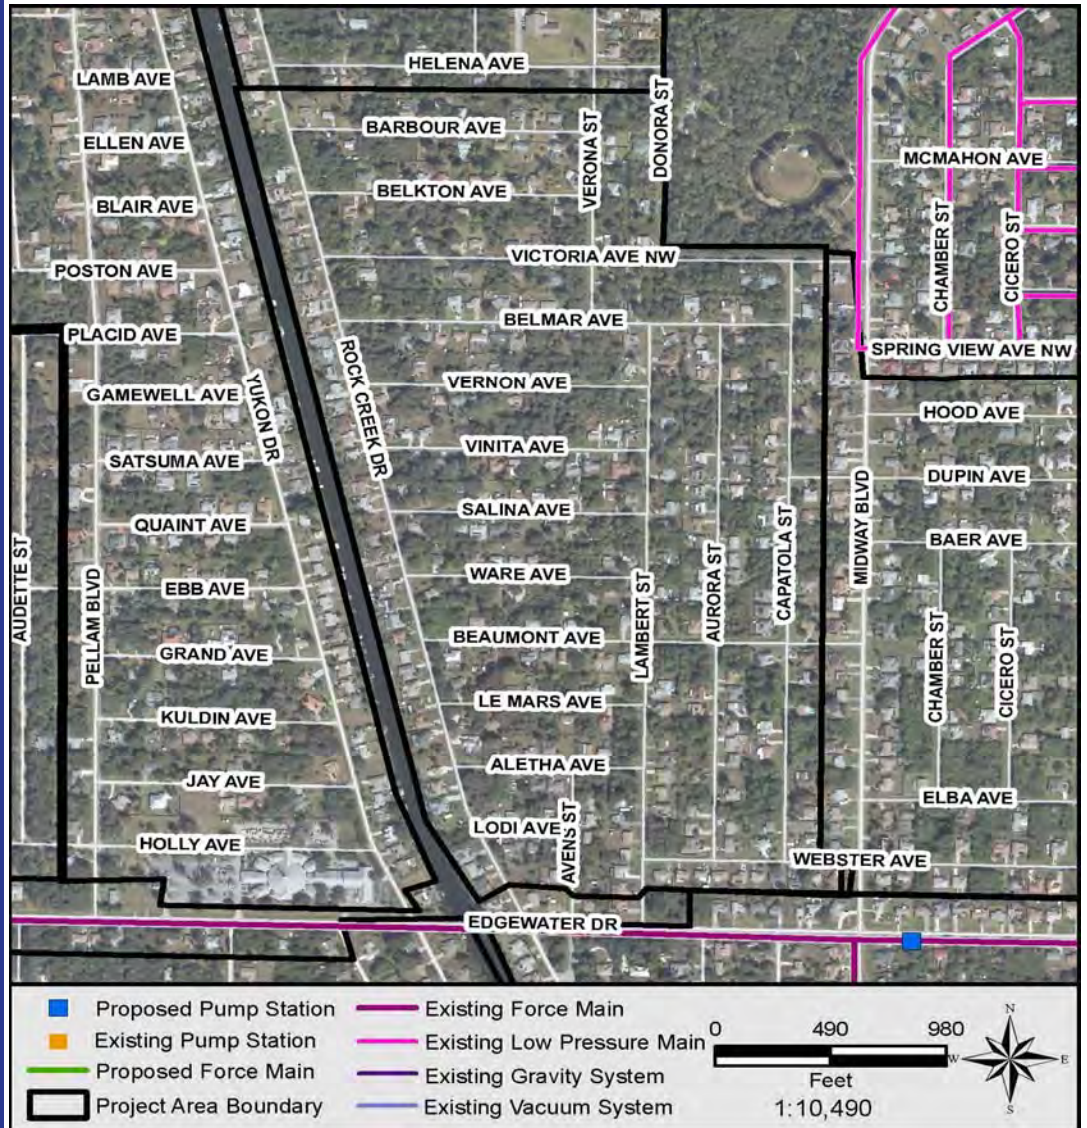 HELENA AVE
LAMB AVE
BARBOUR AVE
ELLEN AVE
VERONA ST
DONORA ST
MCMAHON AVE
BELKTON AVE
BLAIR AVE
CHAMBER ST
CICERO ST
VICTORIA AVE NW
POSTON AVE
BELMAR AVE
PLACID AVE
SPRING VIEW AVE NW
ROCK CREEK DR
VERNON AVE
GAMEWELL AVE
YUKON DR
HOOD AVE
VINITA AVE
SATSUMA AVE
DUPIN AVE
MIDWAY BLVD
SALINA AVE
QUAINT AVE
CAPATOLA ST
BAER AVE
AUDETTE ST
PELLAM BLVD
EBB AVE
WARE AVE
LAMBERT ST
AURORA ST
BEAUMONT AVE
GRAND AVE
CHAMBER ST
CICERO ST
LE MARS AVE
KULDIN AVE
ALETHA AVE
JAY AVE
ELBA AVE
LODI AVE
AVENS ST
HOLLY AVE
WEBSTER AVE
EDGEWATER DR
Proposed Pump Station
Existing Pump Station
Proposed Force Main
Project Area Boundary
Existing Force Main
Existing Low Pressure Main
Existing Gravity System
Existing Vacuum System
0 490 980
Feet
1:10,490
N
W E
S